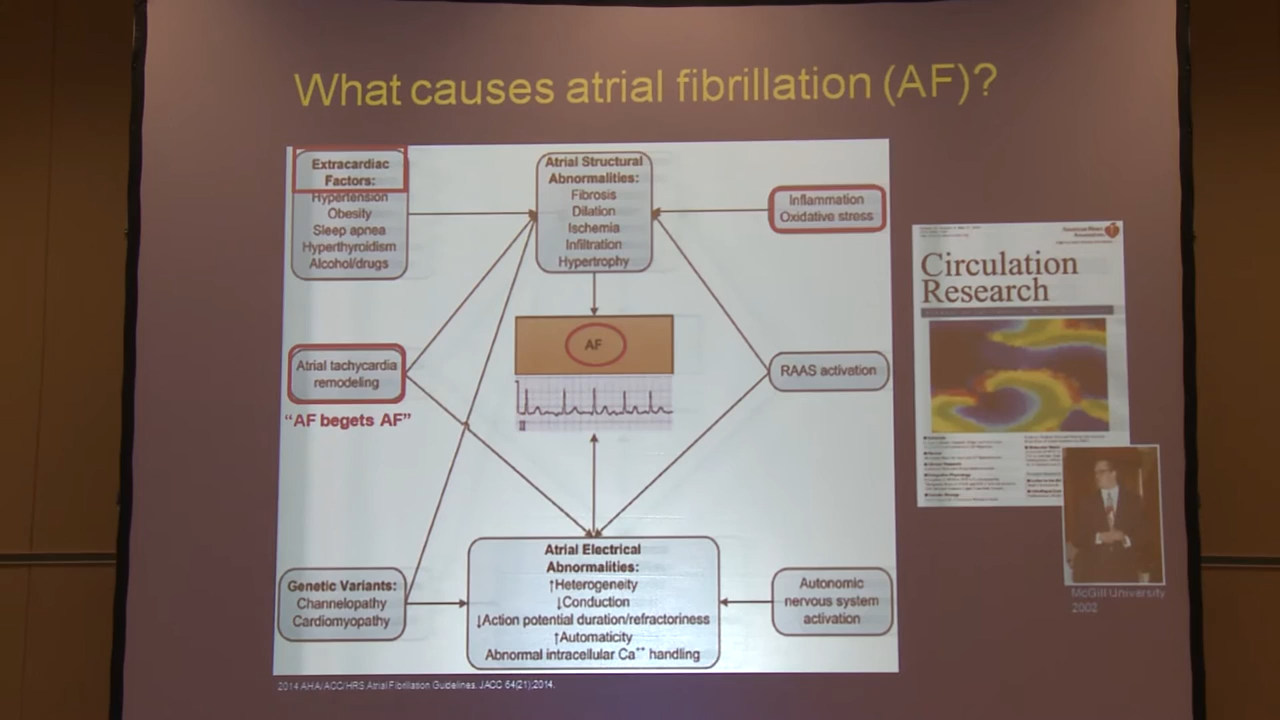 What causes atrial fibrillation (AF)?
Extracardiac
Factors:
Hypertension
Obesity
Sleep apnea
Hyperthyroidism
Alcohol/drugs
Atrial Structural
Abnormalities:
Fibrosis
Dilation
Ischemia
Infiltration
Hypertrophy
Inflammation
Oxidative stress
AF
Atrial tachycardia
remodeling
“AF begets AF”
RAAS activation
Genetic Variants:
Channelopathy
Cardiomyopathy
Atrial Electrical
Abnormalities:
↑Heterogeneity
↓Conduction
↓Action potential duration/refractoriness
↑Automaticity
Abnormal intracellular Ca++ handling
Autonomic
nervous system
activation
2014 AHA/ACC/HRS Atrial Fibrillation Guidelines. JACC 64(21);2014.
American Heart
Association
Circulation
Research
McGill University
2002